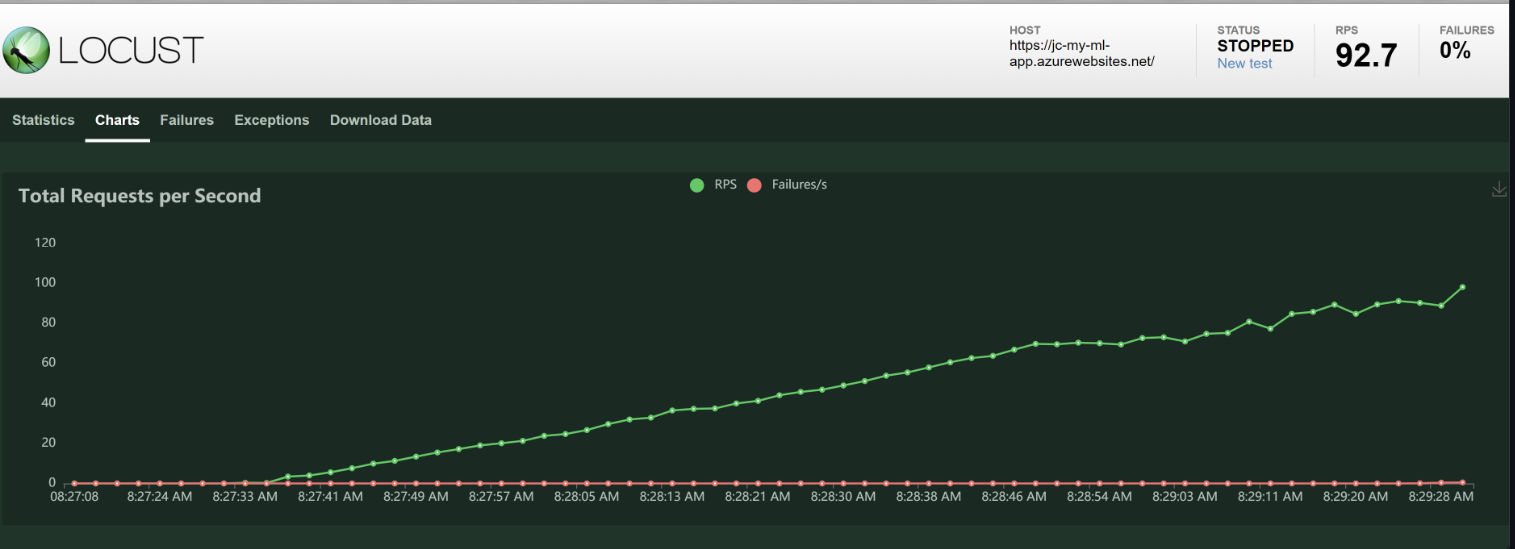 LOCUST
HOST
https://jc-my-ml-
app.azurewebsites.net/
STATUS
STOPPED
New test
RPS
92.7
FAILURES
0%
Statistics Charts Failures Exceptions Download Data
Total Requests per Second
RPS Failures/s
120
100
80
60
40
20
0
08:27:08 8:27:24 AM 8:27:33 AM 8:27:41 AM 8:27:49 AM 8:27:57 AM 8:28:05 AM 8:28:13 AM 8:28:21 AM 8:28:30 AM 8:28:38 AM 8:28:46 AM 8:28:54 AM 8:29:03 AM 8:29:11 AM 8:29:20 AM 8:29:28 AM